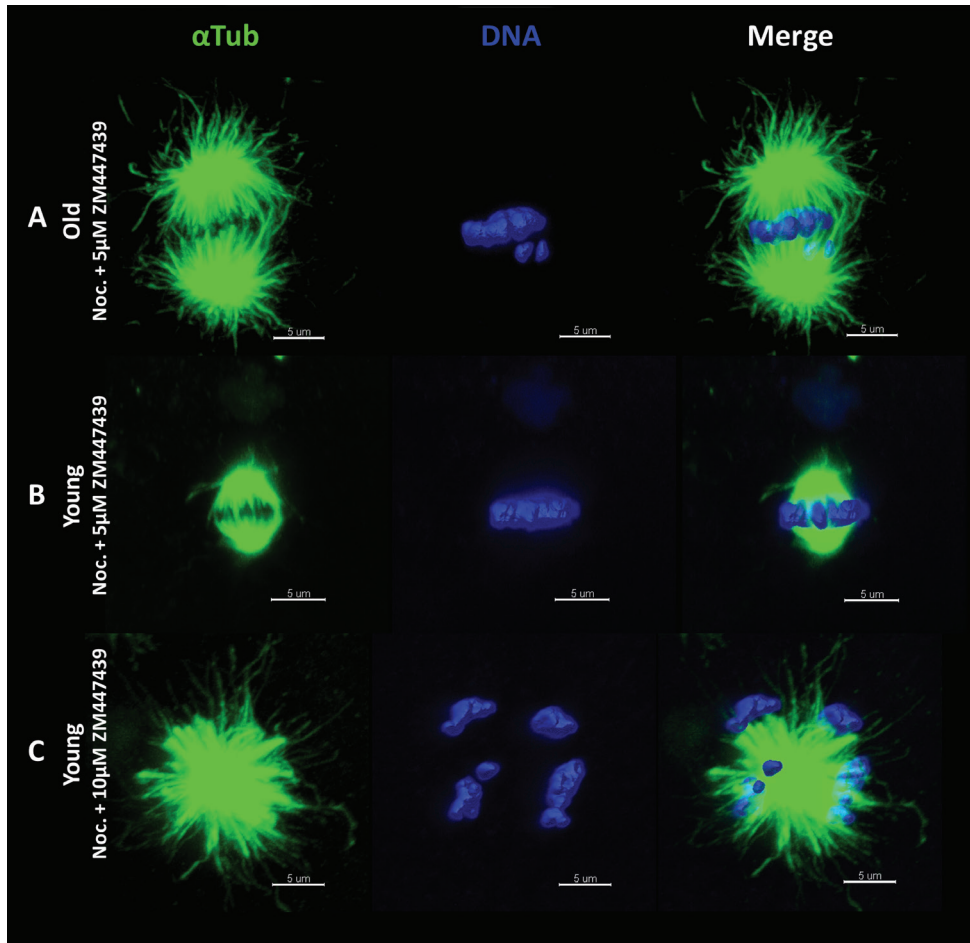 αTub DNA Merge
A
Old
Noc. + 5µM ZM447439
5 um 5 um 5 um
B
Young
Noc. + 5µM ZM447439
5 um 5 um 5 um
C
Young
Noc. + 10µM ZM447439
5 um 5 um 5 um